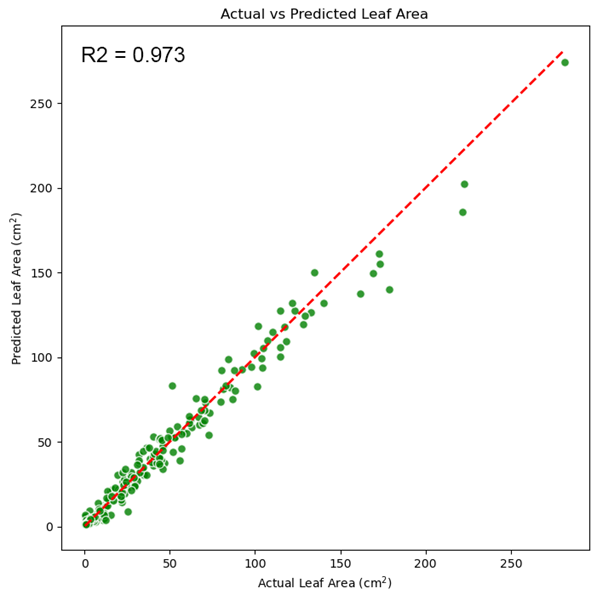 Actual vs Predicted Leaf Area
R2 = 0.973
Predicted Leaf Area (cm²)
250
200
150
100
50
0
0 50 100 150 200 250
Actual Leaf Area (cm²)